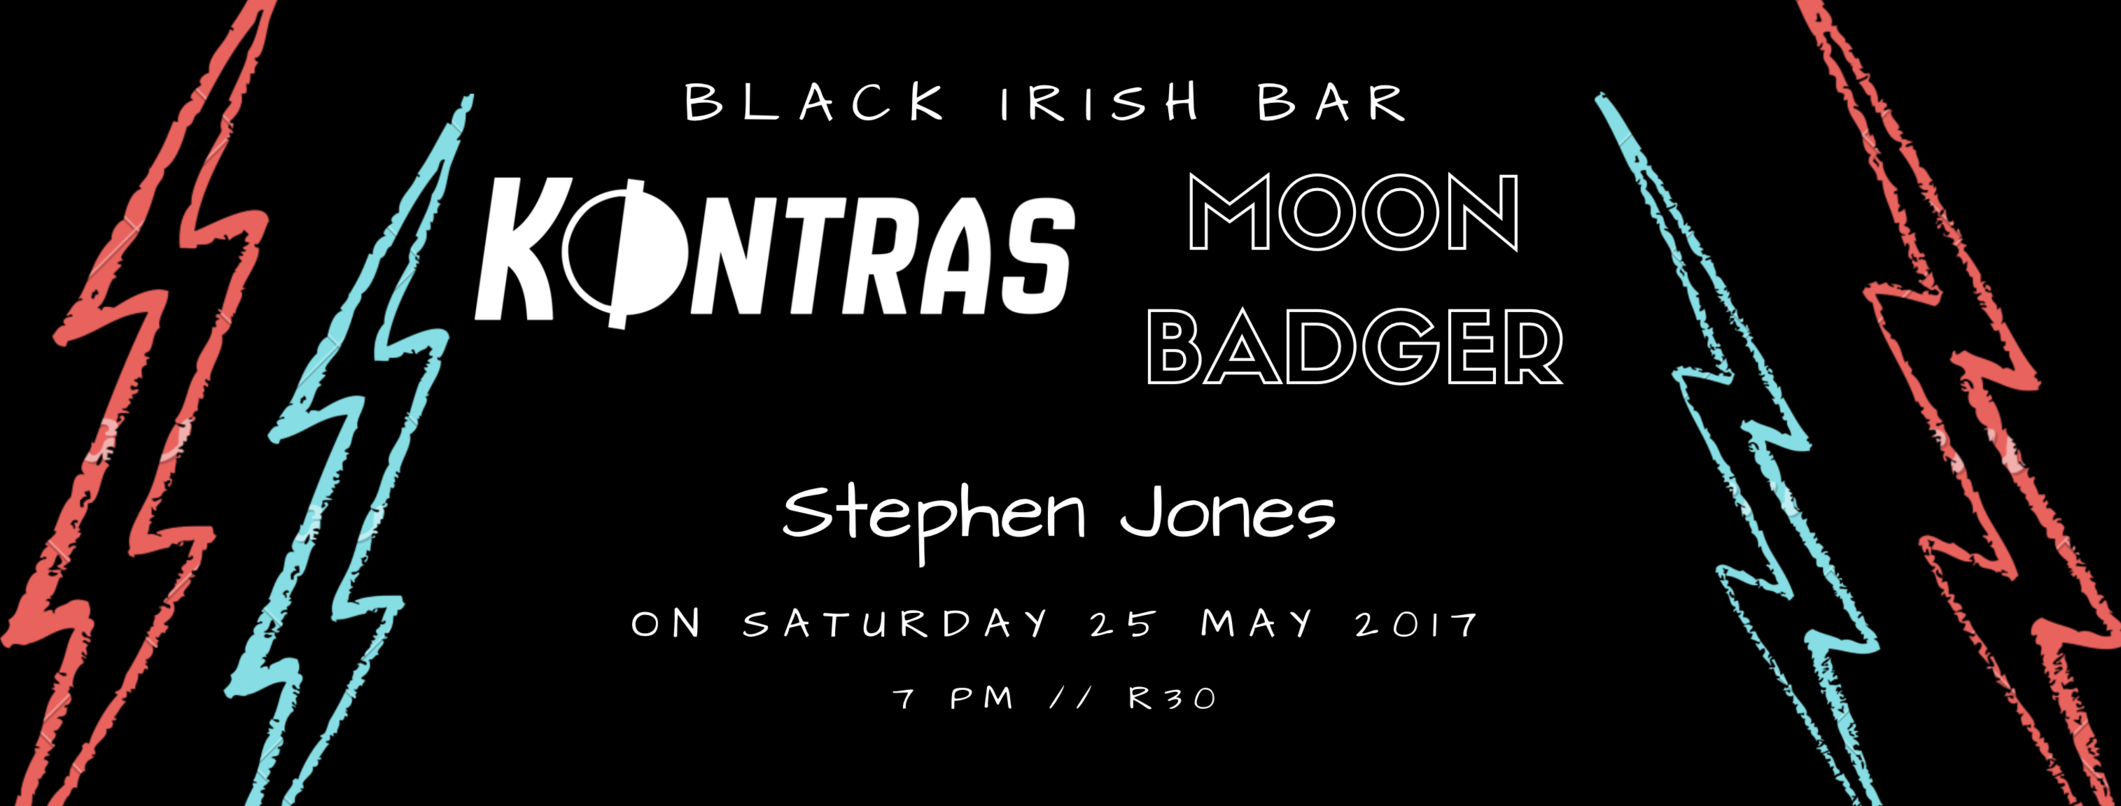 BLACK IRISH BAR
KONTRAS
MOON
BADGER
Stephen Jones
ON SATURDAY 25 MAY 2017
7 PM // R30